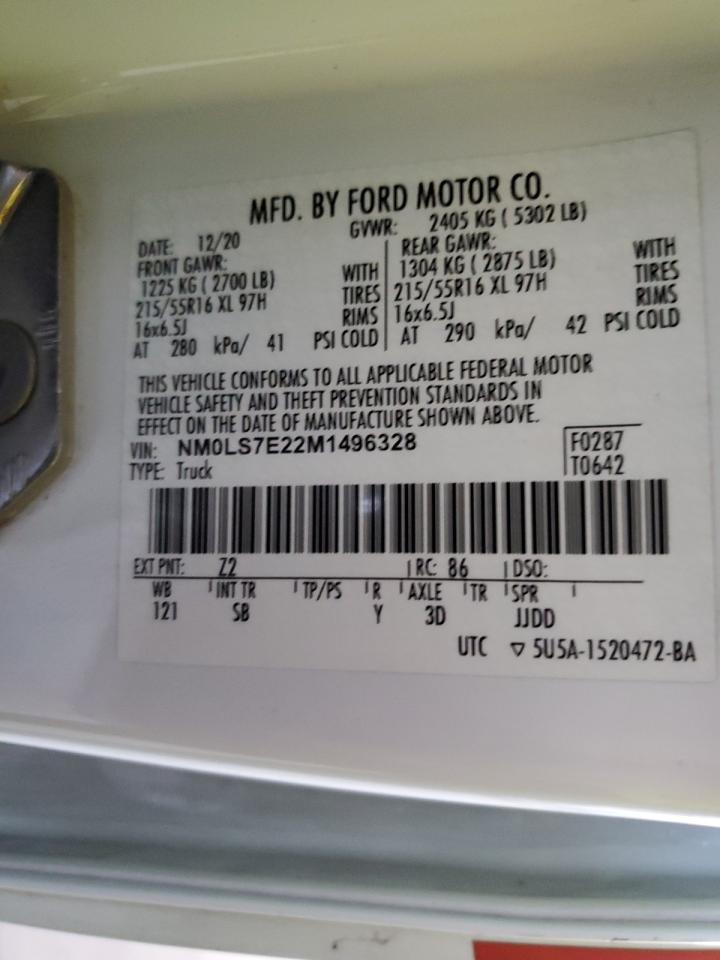 MFD. BY FORD MOTOR CO.
DATE: 12/20 GVWR: 2405 KG ( 5302 LB)
FRONT GAWR: REAR GAWR:
1225 KG ( 2700 LB) WITH 1304 KG ( 2875 LB) WITH
215/55R16 XL 97H TIRES 215/55R16 XL 97H TIRES
16x6.5J RIMS 16x6.5J RIMS
AT 280 kPa/ 41 PSI COLD AT 290 kPa/ 42 PSI COLD
THIS VEHICLE CONFORMS TO ALL APPLICABLE FEDERAL MOTOR
VEHICLE SAFETY AND THEFT PREVENTION STANDARDS IN
EFFECT ON THE DATE OF MANUFACTURE SHOWN ABOVE.
VIN: NM0LS7E22M1496328 F0287
TYPE: Truck T0642
EXT PNT: Z2 RC: 86 DSO:
WB INT TR TP/PS R AXLE TR SPR
121 SB Y 3D JJDD
UTC ▽ 5U5A-1520472-BA